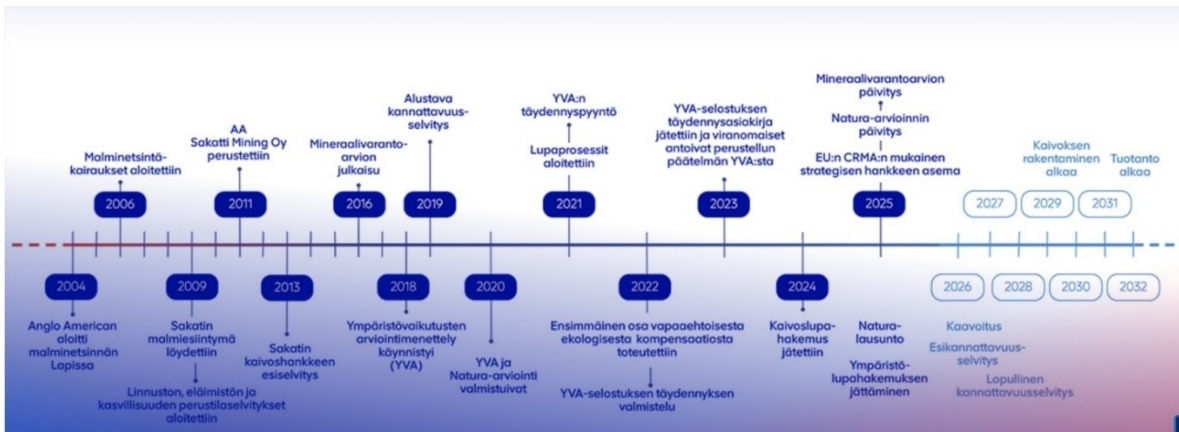 Malminetsintä-
kairaukset aloitettiin
2006
AA
Sakatti Mining Oy
perustettiin
2011
Mineraalivaranto-
arvion
julkaisu
2016
Alustava
kannattavuus-
selvitys
2019
YVA:n
täydennyspyyntö
Lupaprosessit
aloitettiin
2021
YVA-selostuksen
täydennysasiakirja
jätettiin ja viranomaiset
antoivat perustellun
päätelmän YVA:sta
2023
Mineraalivarantoarvion
päivitys
Natura-arvioinnin
päivitys
EU:n CRMA:n mukainen
strategisen hankkeen asema
2025
2027
Kaivoksen
rakentaminen
alkaa
2029
2031
Tuotanto
alkaa
2004
Anglo American
aloitti
malminetsinnän
Lapissa
2009
Sakatin
malmiesiintymä
löydettiin
Linnuston, eläimistön ja
kasvillisuuden perustilaselvitykset
aloitettiin
2013
Sakatin
kaivoshankkeen
esiselvitys
2018
Ympäristövaikutusten
arviointimenettely
käynnistyi
(YVA)
2020
YVA ja
Natura-arviointi
valmistuivat
2022
Ensimmäinen osa vapaaehtoisesta
ekologisesta kompensaatiosta
toteutettiin
YVA-selostuksen täydennyksen
valmistelu
2024
Kaivoslupa-
hakemus
jätettiin
Natura-
lausunto
Ympäristö-
lupahakemuksen
jättäminen
2026
2028
2030
2032
Kaavoitus
Esikannattavuus-
selvitys
Lopullinen
kannattavuusselvitys